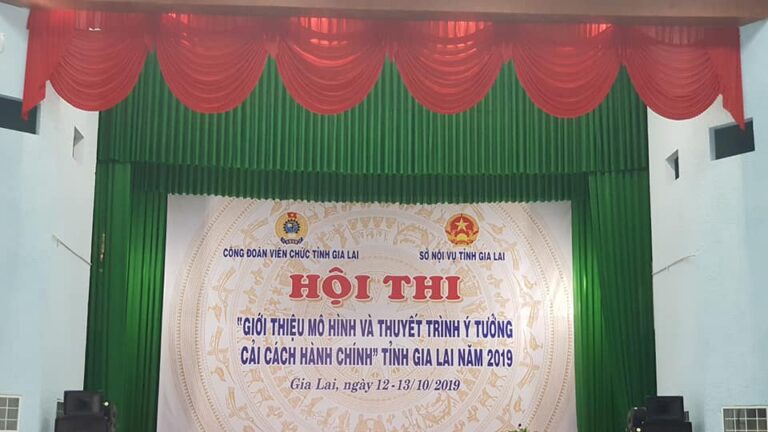 CÔNG ĐOÀN VIÊN CHỨC TỈNH GIA LAI
SỞ NỘI VỤ TỈNH GIA LAI
HỘI THI
"GIỚI THIỆU MÔ HÌNH VÀ THUYẾT TRÌNH Ý TƯỞNG
CẢI CÁCH HÀNH CHÍNH" TỈNH GIA LAI NĂM 2019
Gia Lai, ngày 12 - 13/10/2019